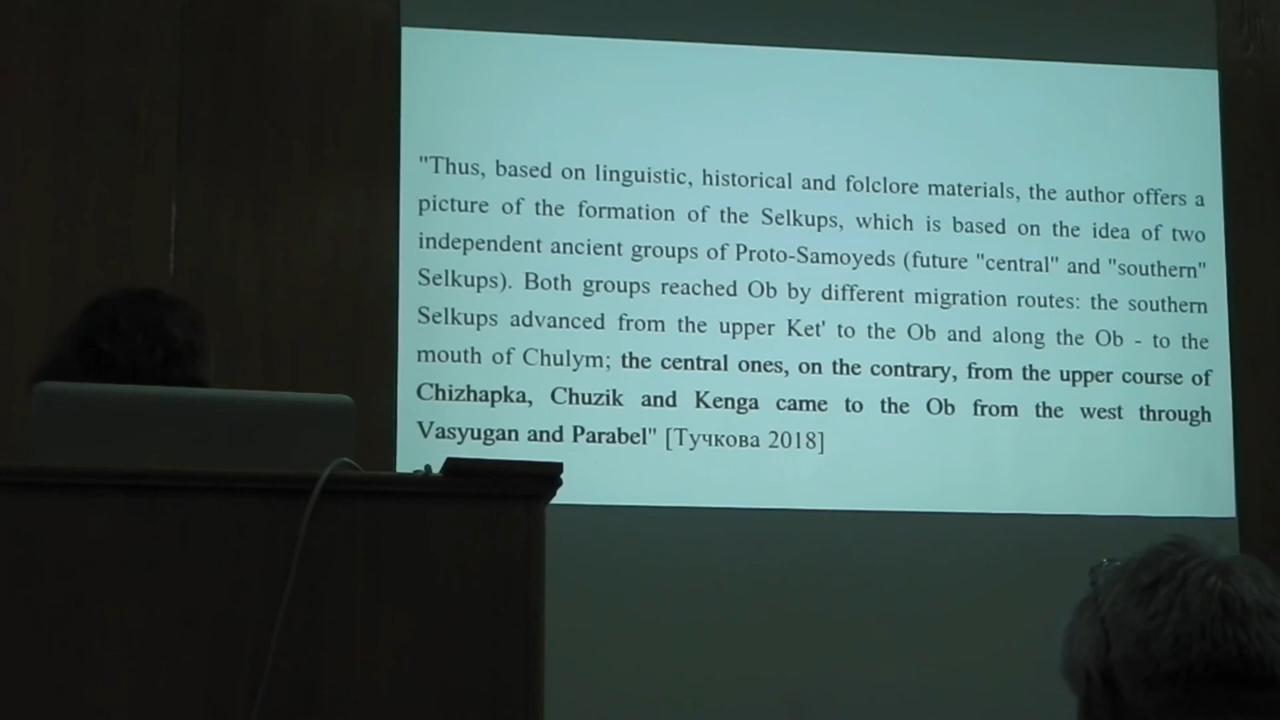 "Thus, based on linguistic, historical and folclore materials, the author offers a
picture of the formation of the Selkups, which is based on the idea of two
independent ancient groups of Proto-Samoyeds (future "central" and "southern"
Selkups). Both groups reached Ob by different migration routes: the southern
Selkups advanced from the upper Ket' to the Ob and along the Ob - to the
mouth of Chulym; the central ones, on the contrary, from the upper course of
Chizhapka, Chuzik and Kenga came to the Ob from the west through
Vasyugan and Parabel" [Тучкова 2018]